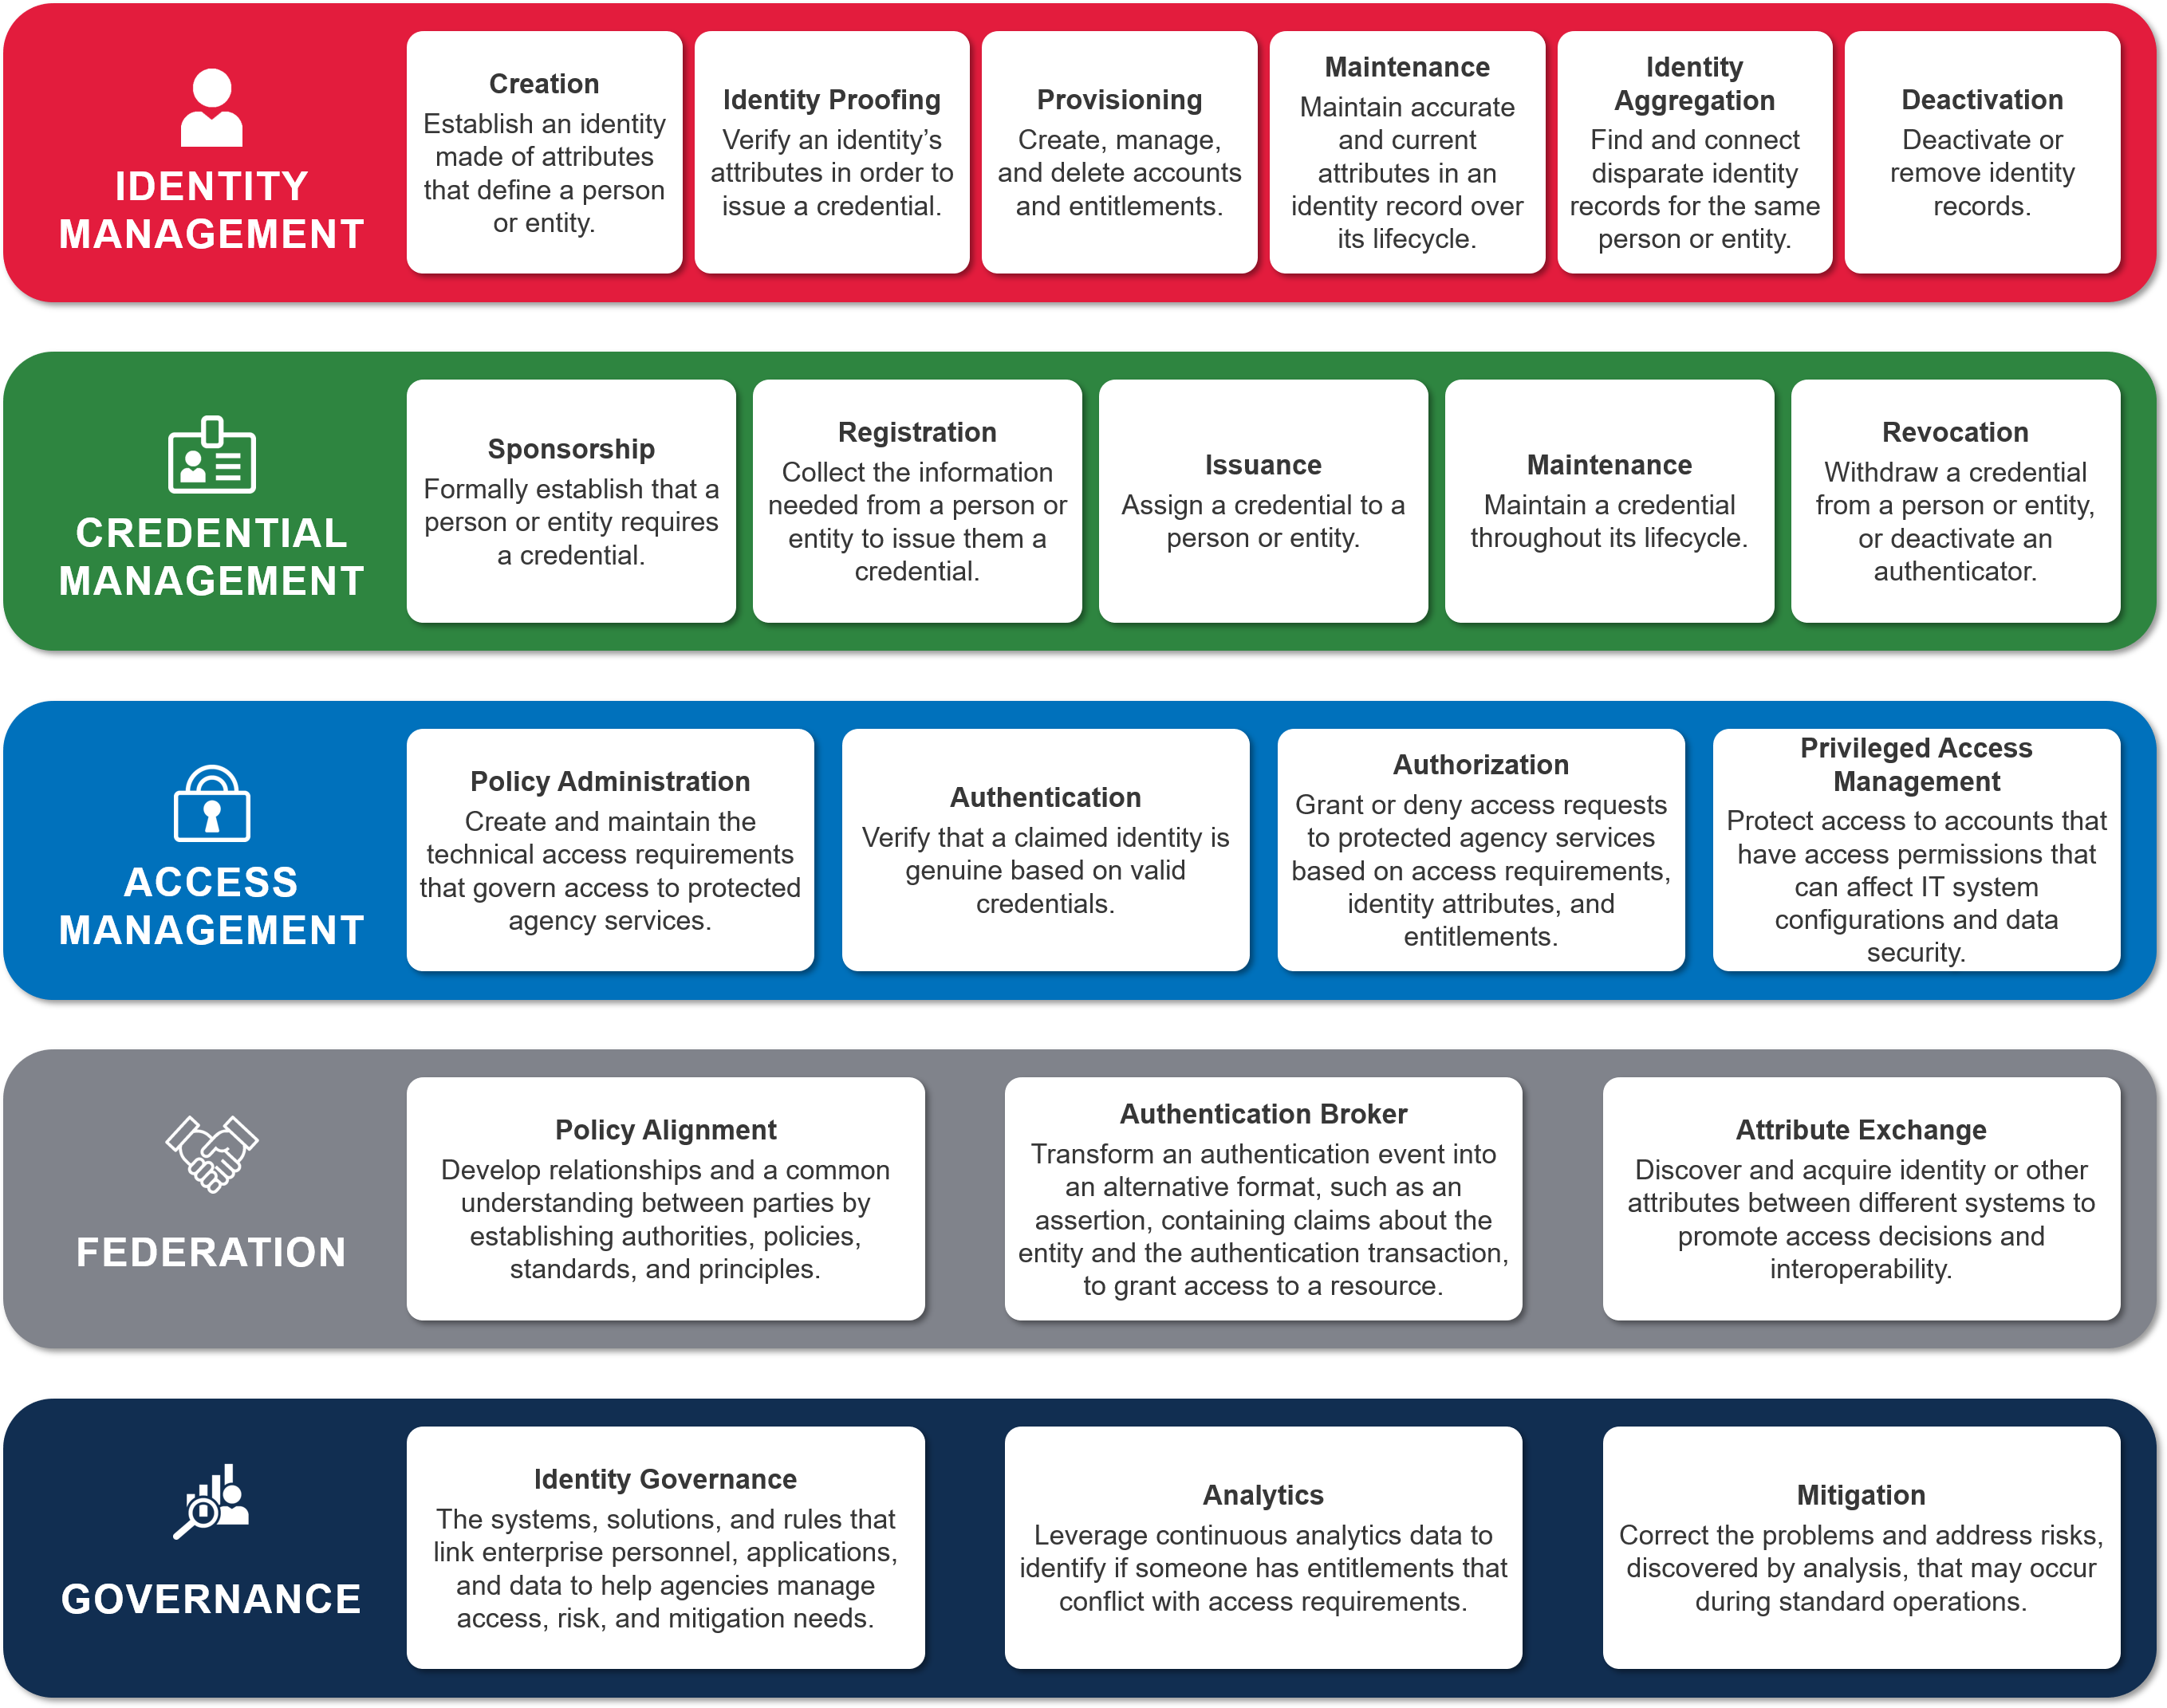 IDENTITY
MANAGEMENT
Creation
Establish an identity
made of attributes
that define a person
or entity.
Identity Proofing
Verify an identity’s
attributes in order to
issue a credential.
Provisioning
Create, manage,
and delete accounts
and entitlements.
Maintenance
Maintain accurate
and current
attributes in an
identity record over
its lifecycle.
Identity
Aggregation
Find and connect
disparate identity
records for the same
person or entity.
Deactivation
Deactivate or
remove identity
records.
CREDENTIAL
MANAGEMENT
Sponsorship
Formally establish that a
person or entity requires
a credential.
Registration
Collect the information
needed from a person or
entity to issue them a
credential.
Issuance
Assign a credential to a
person or entity.
Maintenance
Maintain a credential
throughout its lifecycle.
Revocation
Withdraw a credential
from a person or entity,
or deactivate an
authenticator.
ACCESS
MANAGEMENT
Policy Administration
Create and maintain the
technical access requirements
that govern access to protected
agency services.
Authentication
Verify that a claimed identity is
genuine based on valid
credentials.
Authorization
Grant or deny access requests
to protected agency services
based on access requirements,
identity attributes, and
entitlements.
Privileged Access
Management
Protect access to accounts that
have access permissions that
can affect IT system
configurations and data
security.
FEDERATION
Policy Alignment
Develop relationships and a common
understanding between parties by
establishing authorities, policies,
standards, and principles.
Authentication Broker
Transform an authentication event into
an alternative format, such as an
assertion, containing claims about the
entity and the authentication transaction,
to grant access to a resource.
Attribute Exchange
Discover and acquire identity or other
attributes between different systems to
promote access decisions and
interoperability.
GOVERNANCE
Identity Governance
The systems, solutions, and rules that
link enterprise personnel, applications,
and data to help agencies manage
access, risk, and mitigation needs.
Analytics
Leverage continuous analytics data to
identify if someone has entitlements that
conflict with access requirements.
Mitigation
Correct the problems and address risks,
discovered by analysis, that may occur
during standard operations.